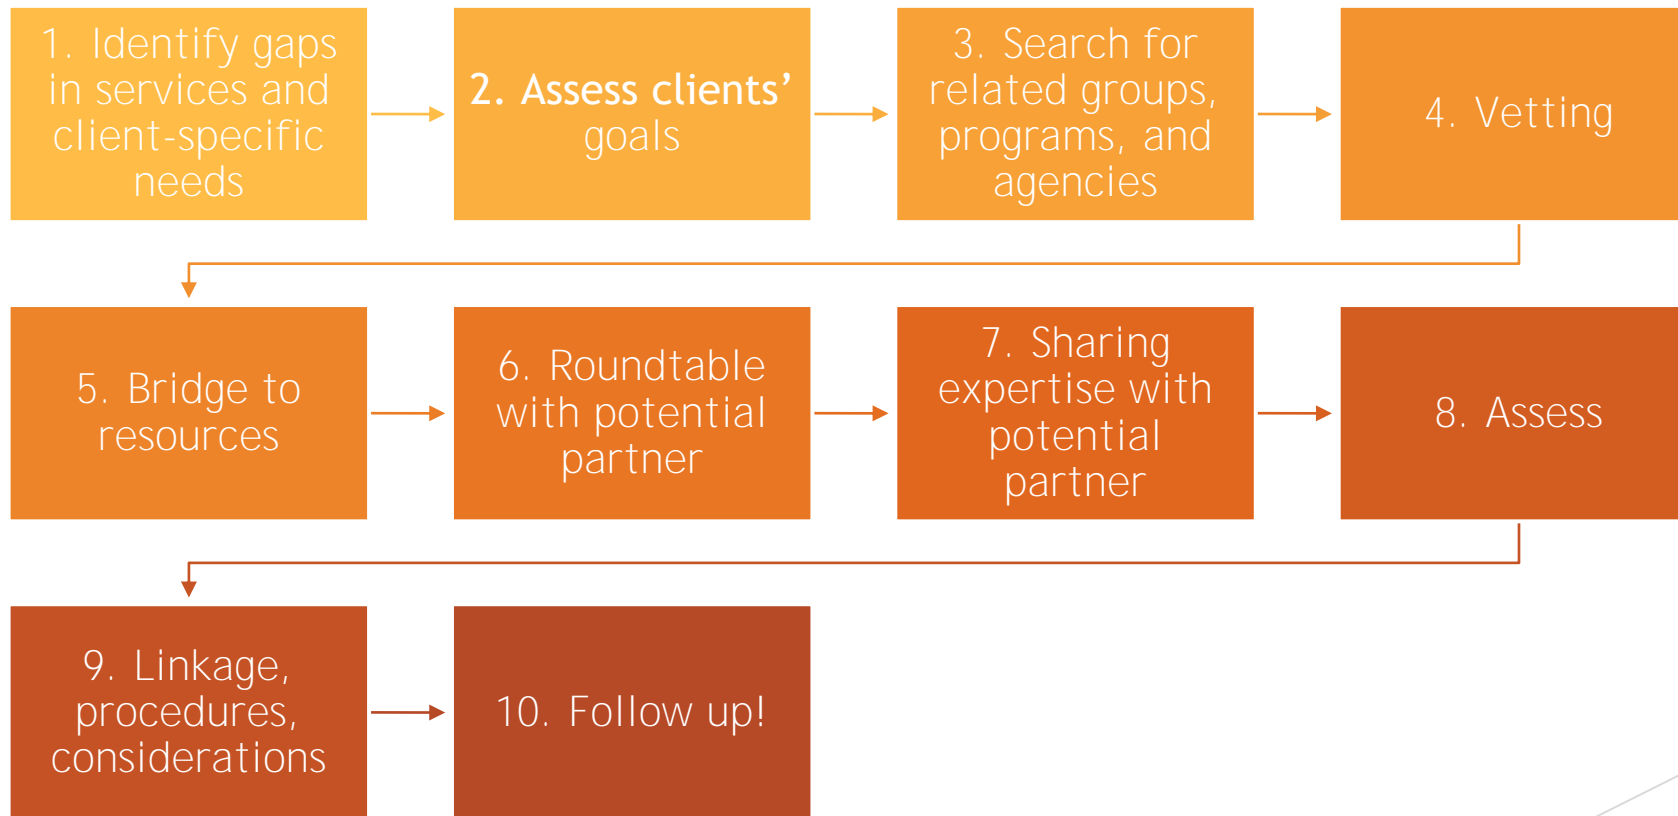 1. Identify gaps
in services and
client-specific
needs
2. Assess clients’
goals
3. Search for
related groups,
programs, and
agencies
4. Vetting
5. Bridge to
resources
6. Roundtable
with potential
partner
7. Sharing
expertise with
potential
partner
8. Assess
9. Linkage,
procedures,
considerations
10. Follow up!